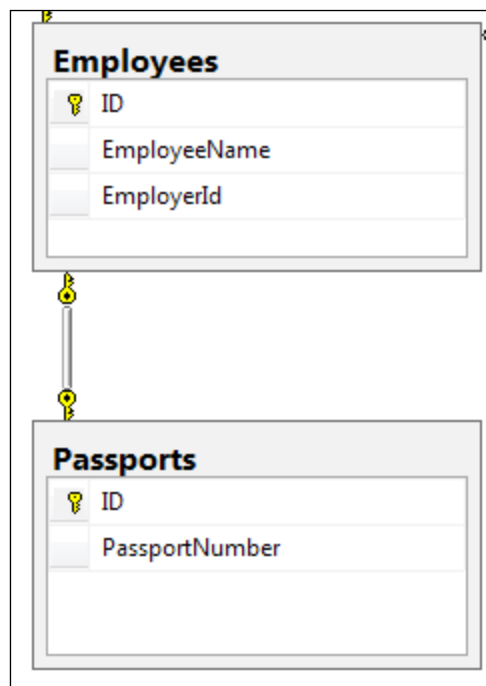 Employees
ID
EmployeeName
EmployerId
Passports
ID
PassportNumber